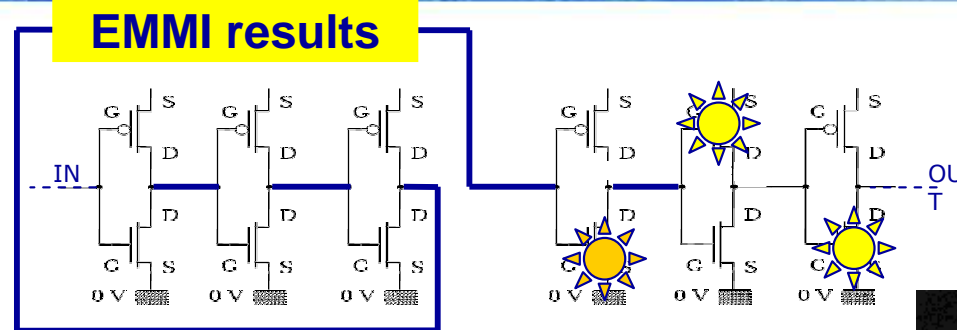 EMMI results
S S S S S S
G G G G G G
D D D D D D
IN OU
T
D D D D D
G S G S G S G S G S G S
0 V 0 V 0 V 0 V 0 V 0 V